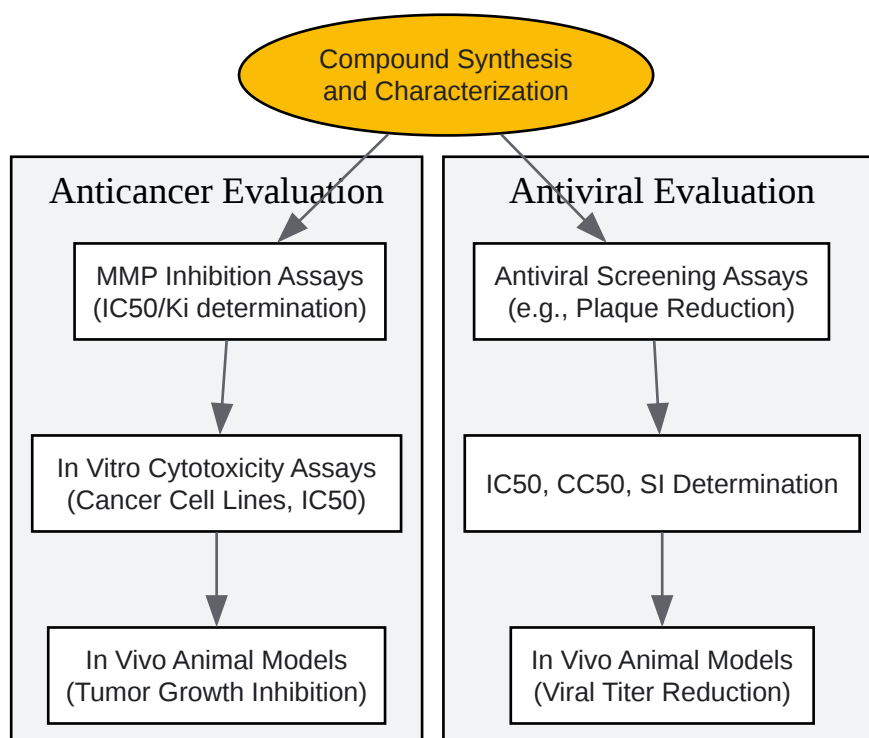 Compound Synthesis
and Characterization
Anticancer Evaluation
MMP Inhibition Assays
(IC50/Ki determination)
In Vitro Cytotoxicity Assays
(Cancer Cell Lines, IC50)
In Vivo Animal Models
(Tumor Growth Inhibition)
Antiviral Evaluation
Antiviral Screening Assays
(e.g., Plaque Reduction)
IC50, CC50, SI Determination
In Vivo Animal Models
(Viral Titer Reduction)